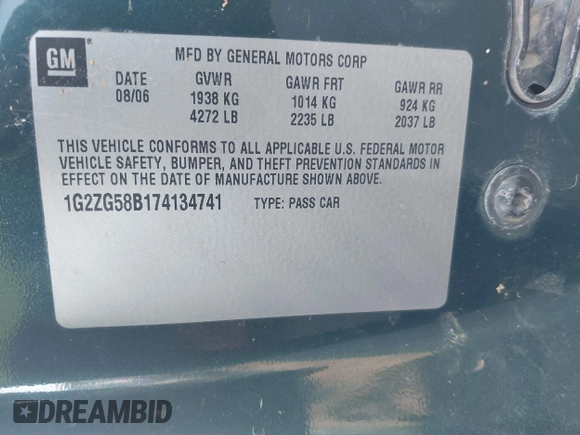 GM
MFD BY GENERAL MOTORS CORP
DATE GVWR GAWR FRT GAWR RR
08/06 1938 KG 1014 KG 924 KG
4272 LB 2235 LB 2037 LB
THIS VEHICLE CONFORMS TO ALL APPLICABLE U.S. FEDERAL MOTOR
VEHICLE SAFETY, BUMPER, AND THEFT PREVENTION STANDARDS IN
EFFECT ON THE DATE OF MANUFACTURE SHOWN ABOVE.
1G2ZG58B174134741 TYPE: PASS CAR
DREAMBID